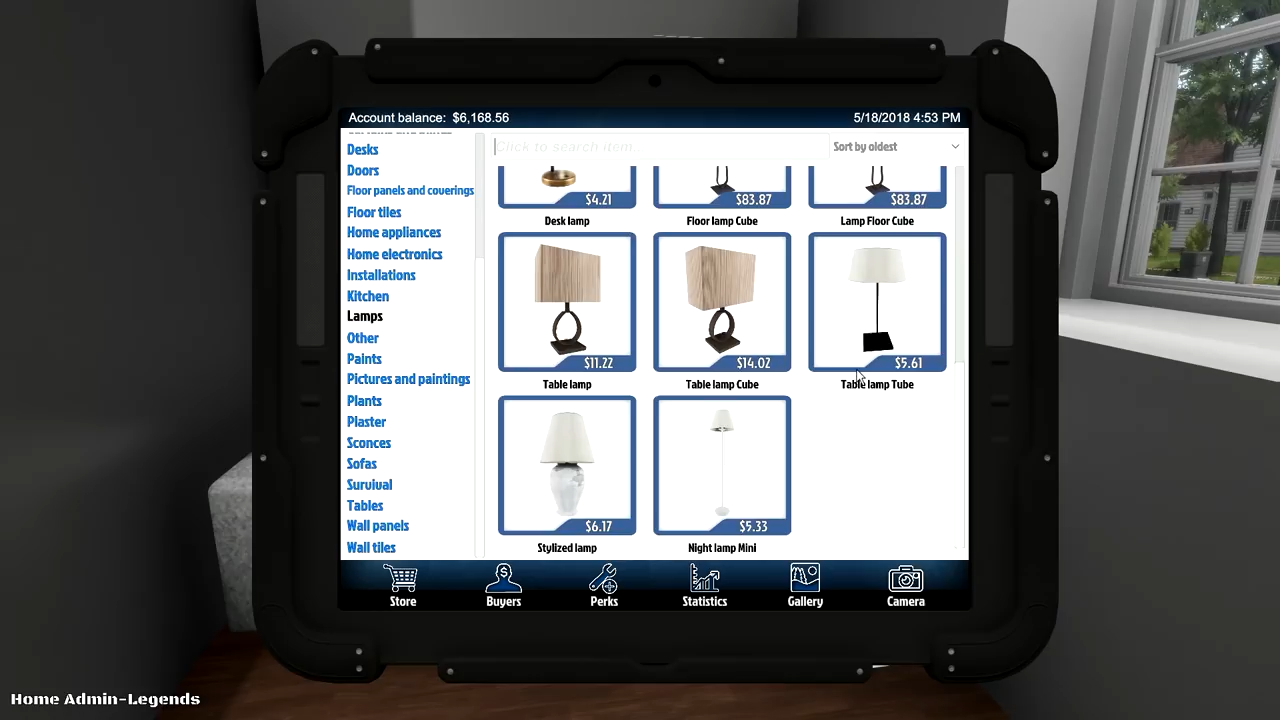 Account balance: $6,168.56
5/18/2018 4:53 PM
Desks
Doors
Floor panels and coverings
Floor tiles
Home appliances
Home electronics
Installations
Kitchen
Lamps
Other
Paints
Pictures and paintings
Plants
Plaster
Sconces
Sofas
Survival
Tables
Wall panels
Wall tiles
Click to search item...
Sort by oldest
$4.21
$83.87
$83.87
Desk lamp
Floor lamp Cube
Lamp Floor Cube
$11.22
$14.02
$5.61
Table lamp
Table lamp Cube
Table lamp Tube
$6.17
$5.33
Stylized lamp
Night lamp Mini
Store
Buyers
Perks
Statistics
Gallery
Camera
Home Admin-Legends